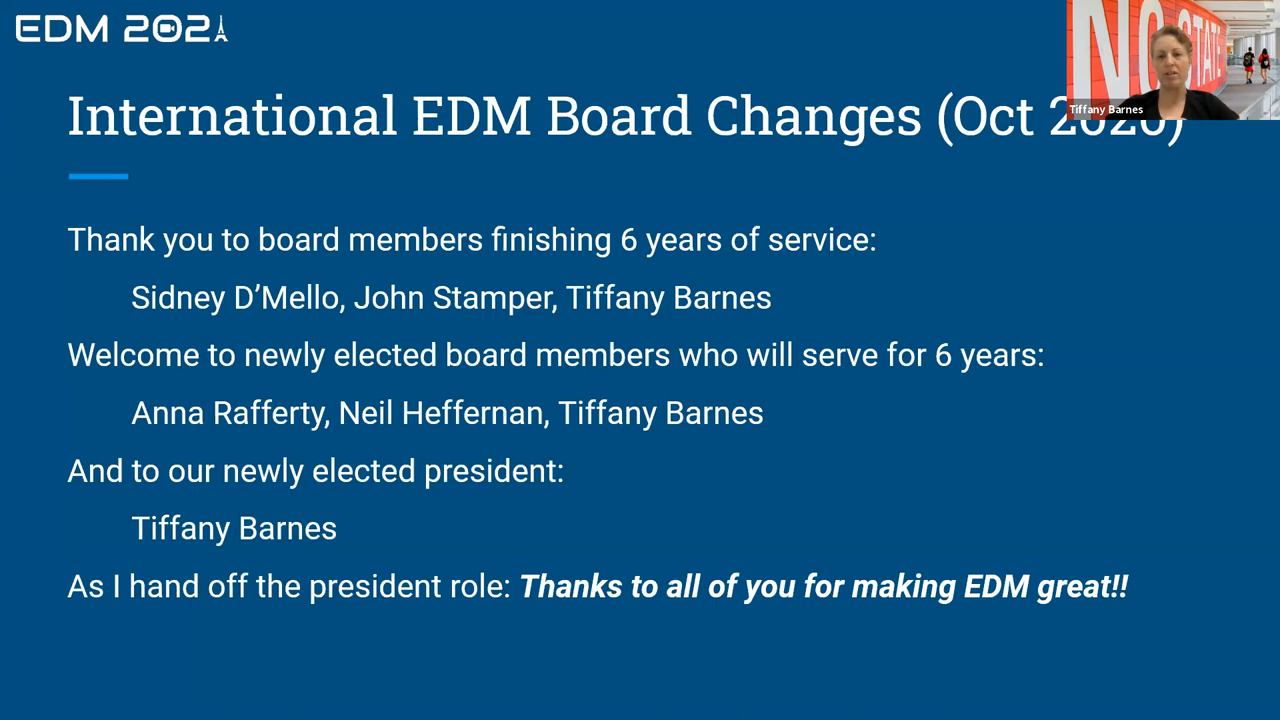 EDM 2021
NC STATE
Tiffany Barnes
International EDM Board Changes (Oct 2020)
Thank you to board members finishing 6 years of service:
Sidney D’Mello, John Stamper, Tiffany Barnes
Welcome to newly elected board members who will serve for 6 years:
Anna Rafferty, Neil Heffernan, Tiffany Barnes
And to our newly elected president:
Tiffany Barnes
As I hand off the president role: Thanks to all of you for making EDM great!!